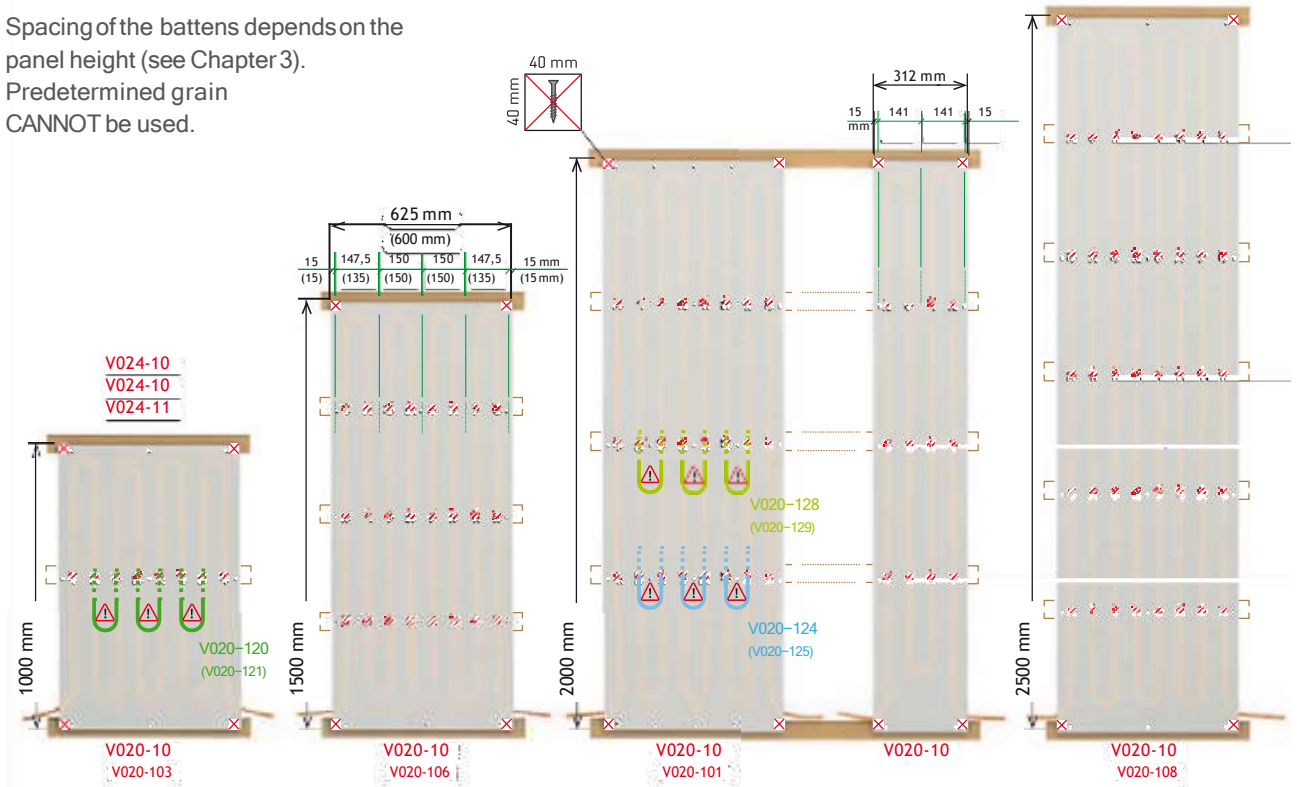 Spacing of the battens depends on the
panel height (see Chapter 3).
Predetermined grain
CANNOT be used.
40 mm
40 mm
312 mm
15 mm
141
141
15
625 mm
(600 mm)
15
147,5
150
150
147,5
15 mm
(15)
(135)
(150)
(150)
(135)
(15 mm)
V024-10
V024-10
V024-11
1000 mm
1500 mm
2000 mm
2500 mm
V020-128
(V020-129)
V020-124
(V020-125)
V020-120
(V020-121)
V020-10
V020-103
V020-10
V020-106
V020-10
V020-101
V020-10
V020-10
V020-108